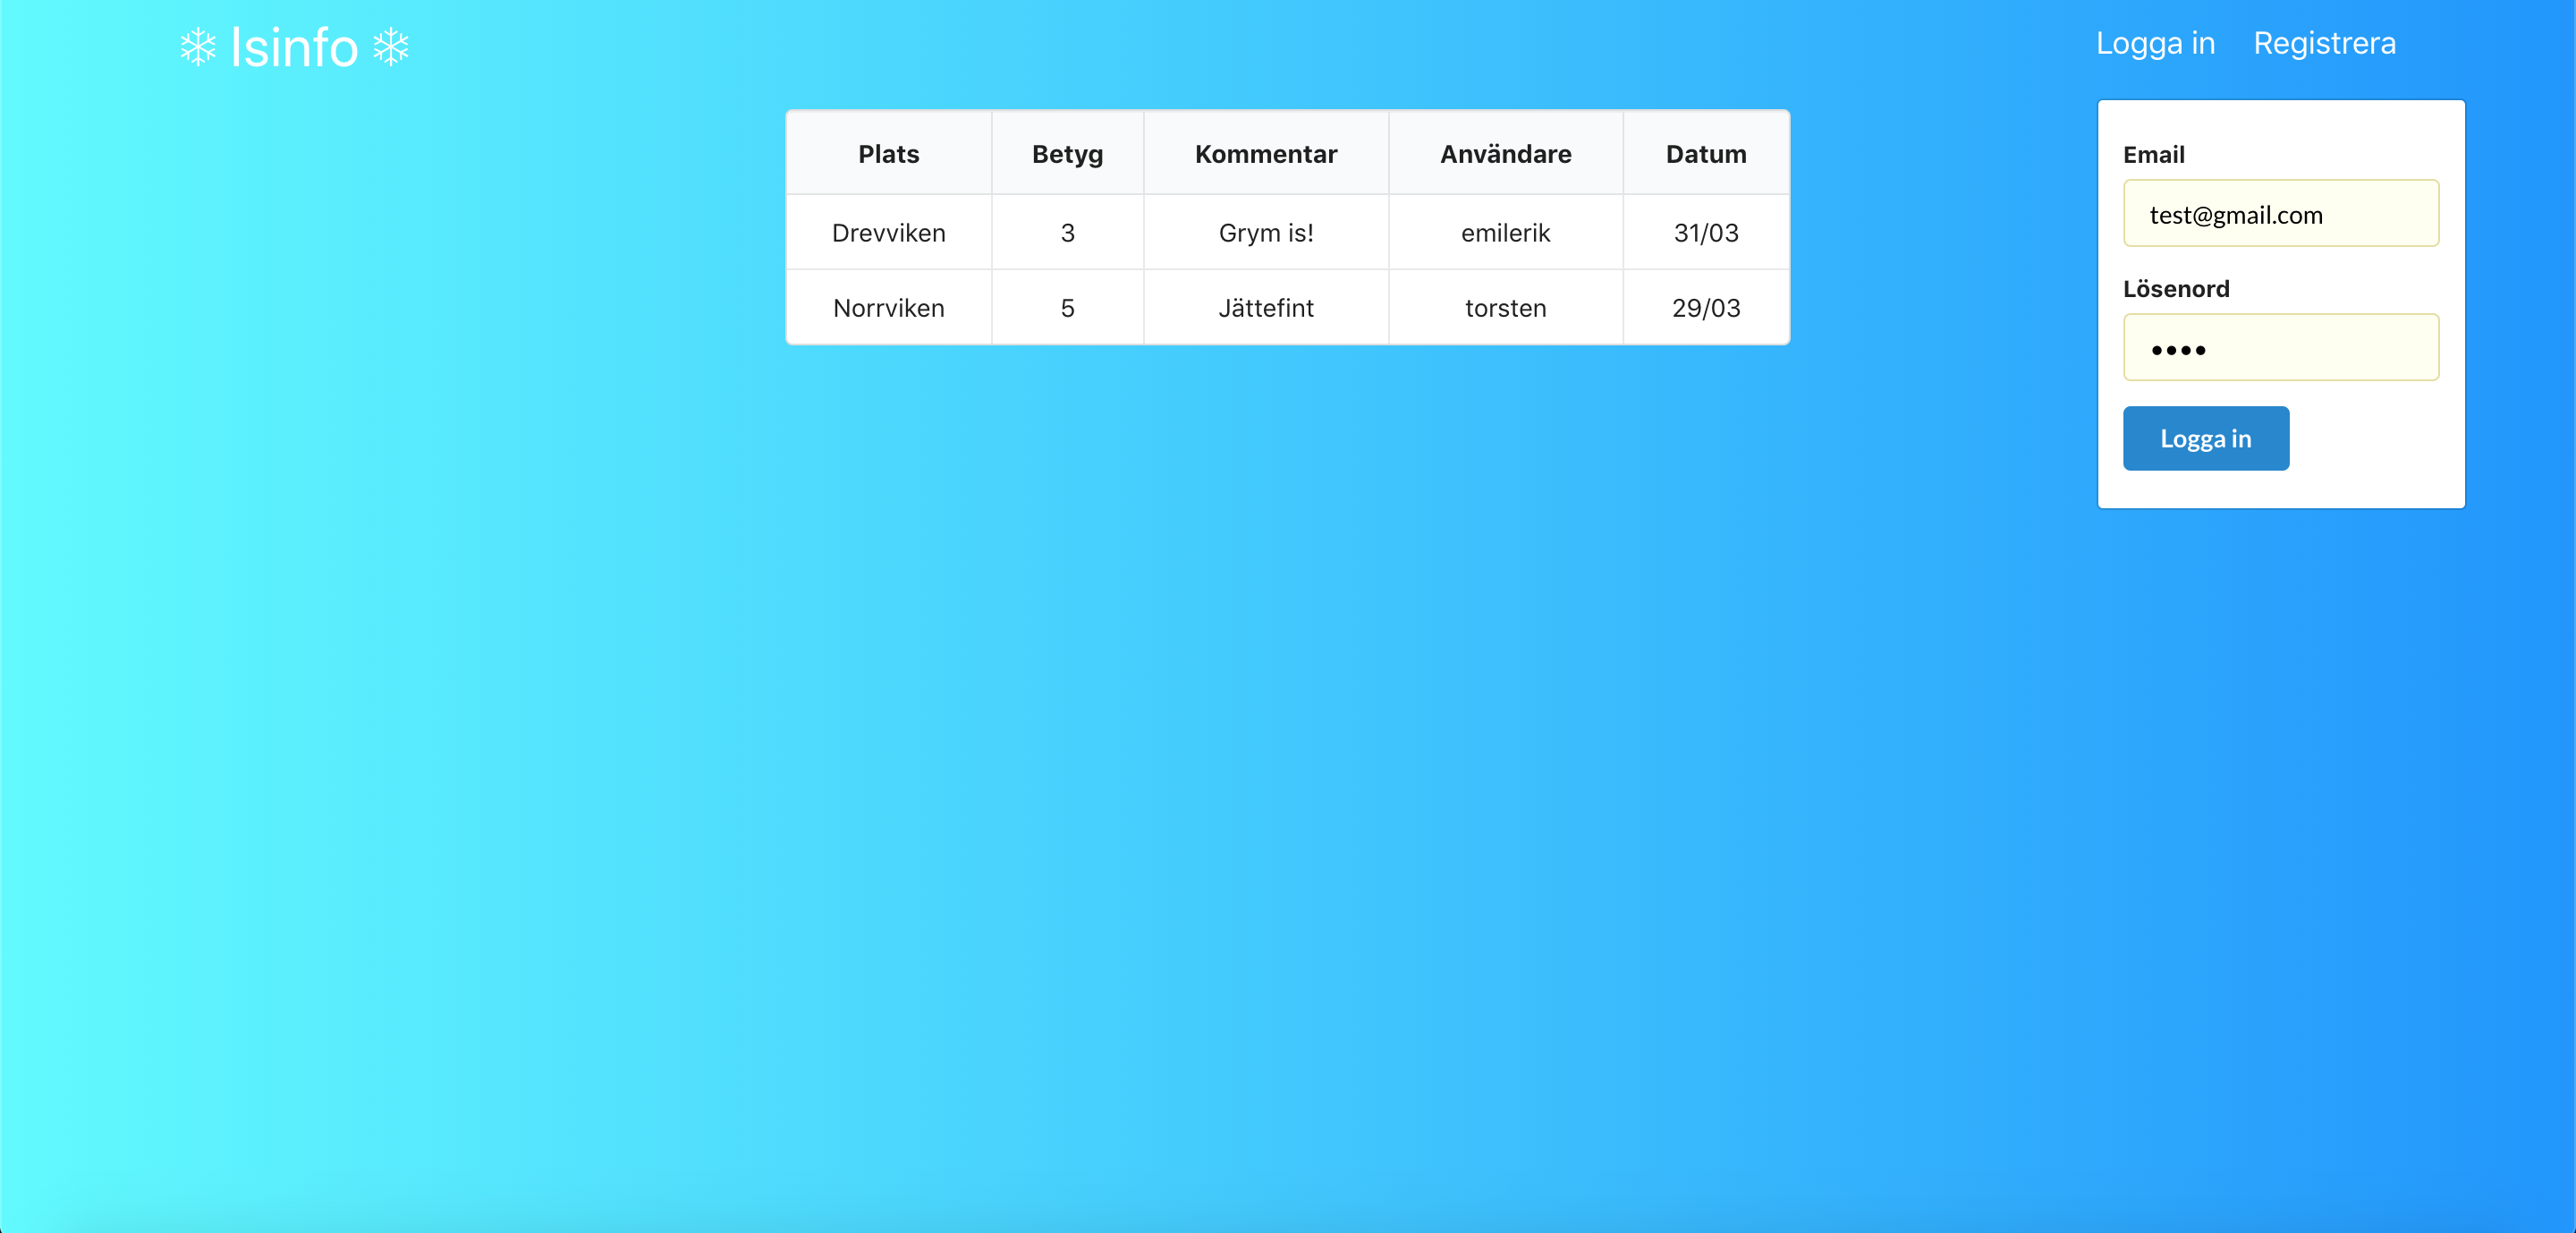 ❄ Isinfo ❄
Logga in Registrera
Plats Betyg Kommentar Användare Datum
Drevviken 3 Grym is! emilerik 31/03
Norrviken 5 Jättefint torsten 29/03
Email
test@gmail.com
Lösenord
••••
Logga in